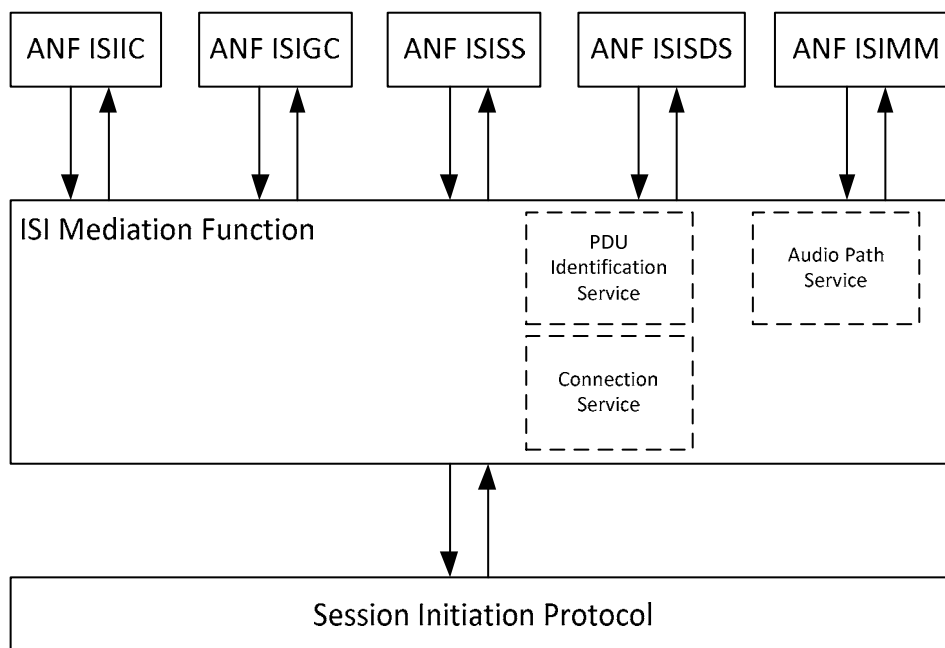 ANF ISIIC
ANF ISIGC
ANF ISISS
ANF ISISDS
ANF ISIMM
ISI Mediation Function
PDU
Identification
Service
Audio Path
Service
Connection
Service
Session Initiation Protocol